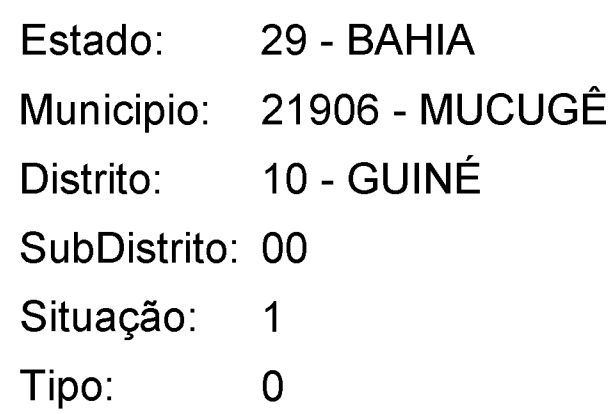 Estado: 29 - BAHIA
Municipio: 21906 - MUCUGÊ
Distrito: 10 - GUINÉ
SubDistrito: 00
Situação: 1
Tipo: 0